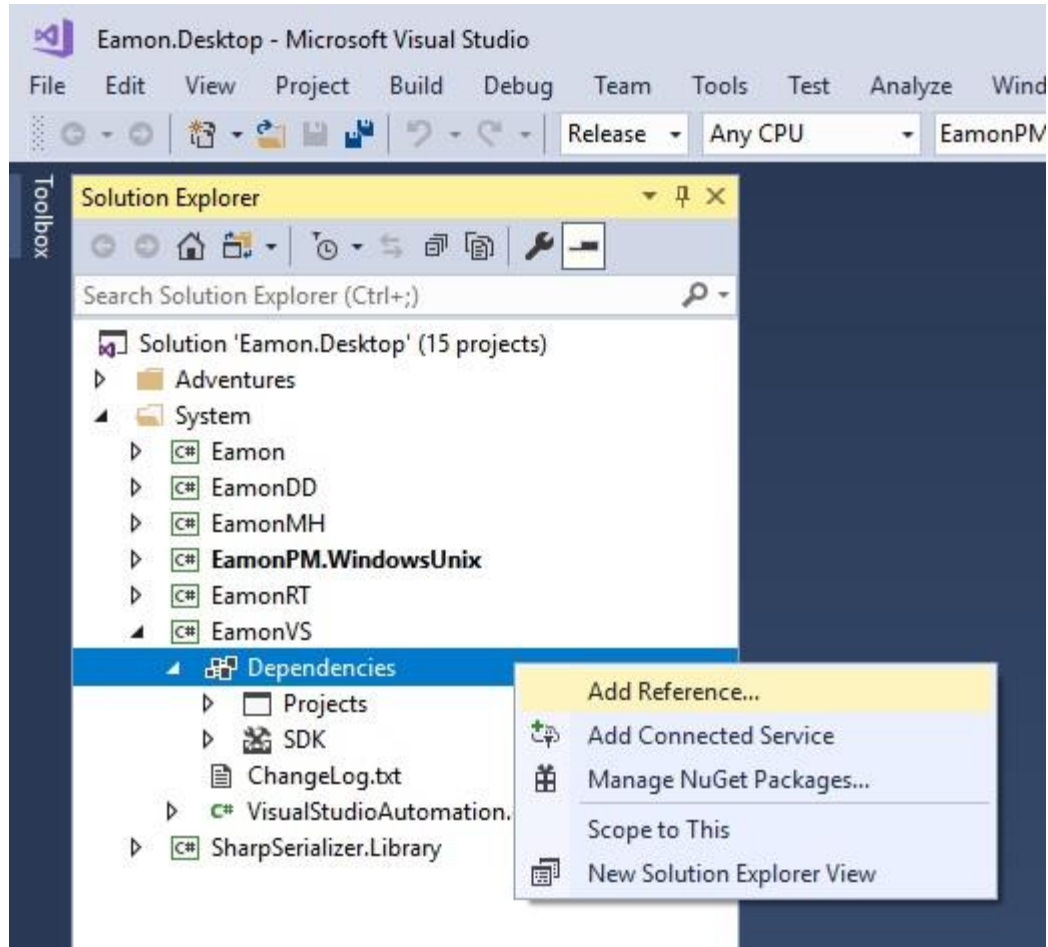 Eamon.Desktop - Microsoft Visual Studio
File Edit View Project Build Debug Team Tools Test Analyze Wind
Release Any CPU EamonPM
Toolbox
Solution Explorer
Search Solution Explorer (Ctrl+;)
Solution 'Eamon.Desktop' (15 projects)
Adventures
System
C# Eamon
C# EamonDD
C# EamonMH
C# EamonPM.WindowsUnix
C# EamonRT
C# EamonVS
Dependencies
Add Reference...
Projects
SDK
Add Connected Service
ChangeLog.txt
Manage NuGet Packages...
C# VisualStudioAutomation.
Scope to This
C# SharpSerializer.Library
New Solution Explorer View